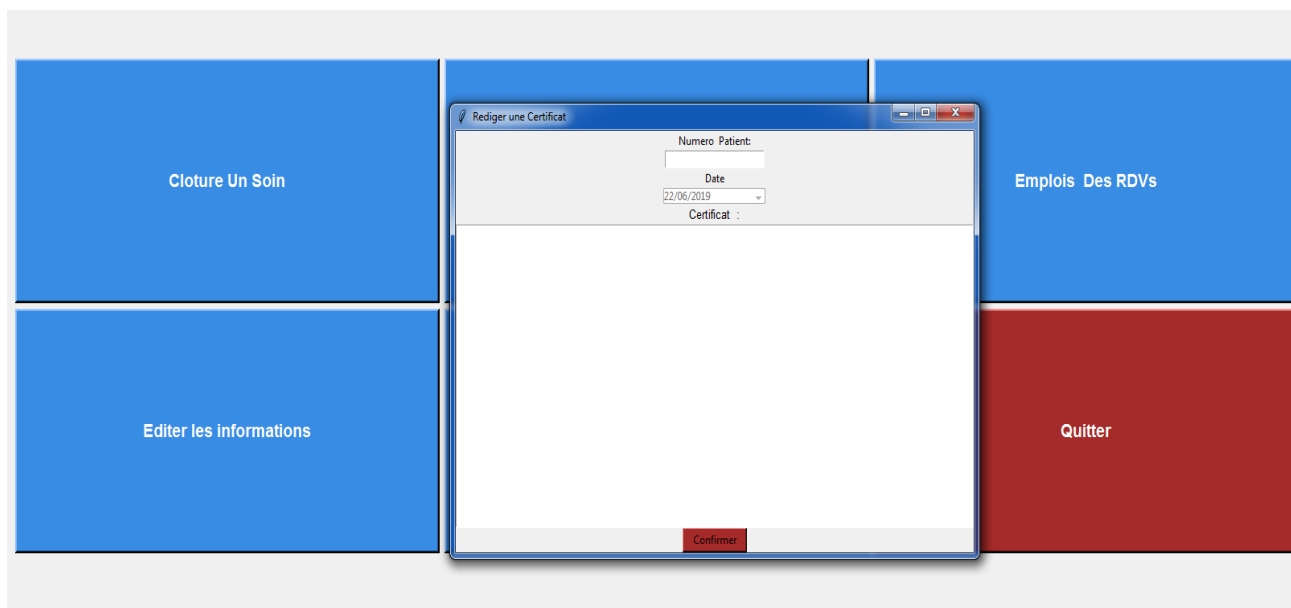 Rediger une Certificat
Numero Patient:
Date
22/06/2019
Certificat :
Confirmer
Cloture Un Soin
Emplois Des RDVs
Editer les informations
Quitter